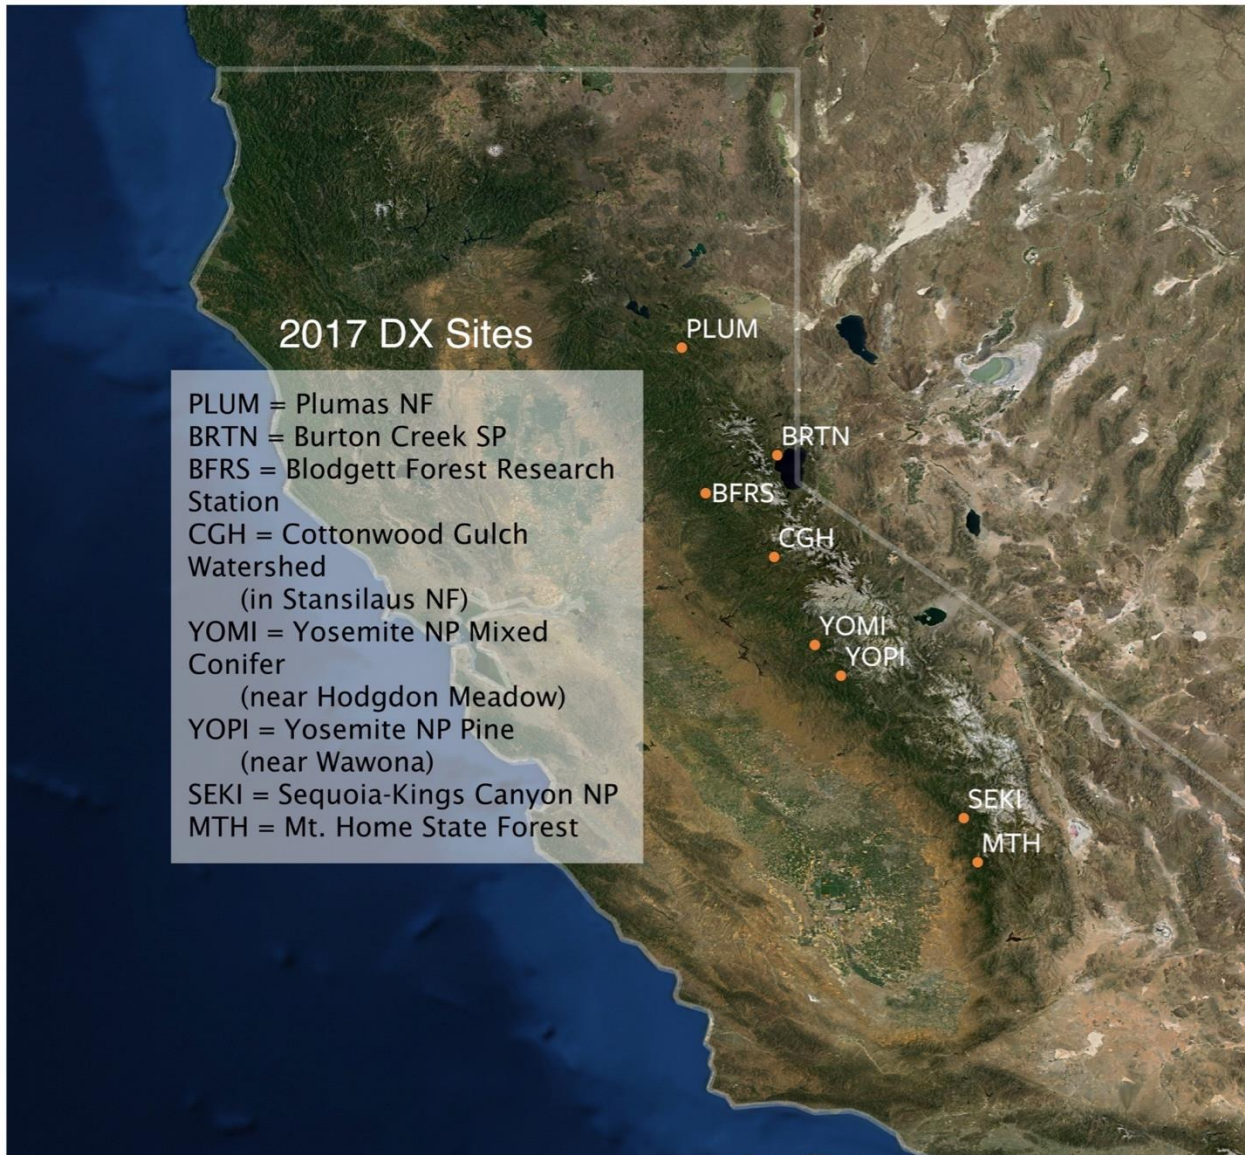 2017 DX Sites
PLUM = Plumas NF
BRTN = Burton Creek SP
BFRS = Blodgett Forest Research
Station
CGH = Cottonwood Gulch
Watershed
(in Stansilaus NF)
YOMI = Yosemite NP Mixed
Conifer
(near Hodgdon Meadow)
YOPI = Yosemite NP Pine
(near Wawona)
SEKI = Sequoia-Kings Canyon NP
MTH = Mt. Home State Forest
PLUM
BRTN
BFRS
CGH
YOMI
YOPI
SEKI
MTH